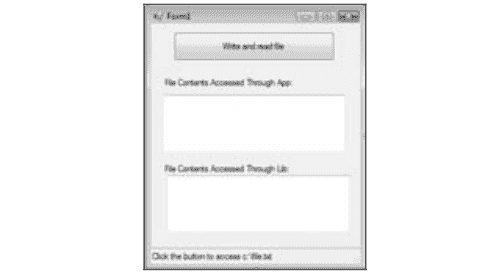 Form1
Write and read file
File Contents Accessed Through App:
File Contents Accessed Through Lib:
Click the button to access c:\file.txt